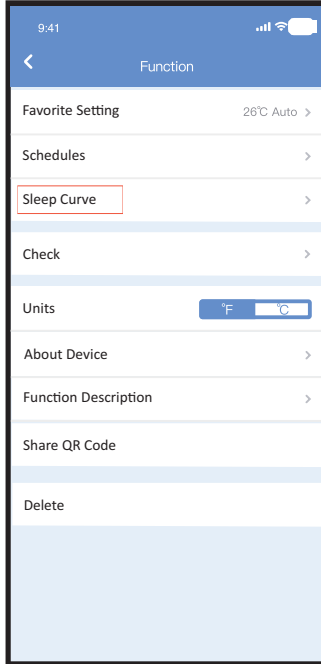 9:41
Function
Favorite Setting 26℃ Auto
Schedules
Sleep Curve
Check
Units ℉ ℃
About Device
Function Description
Share QR Code
Delete